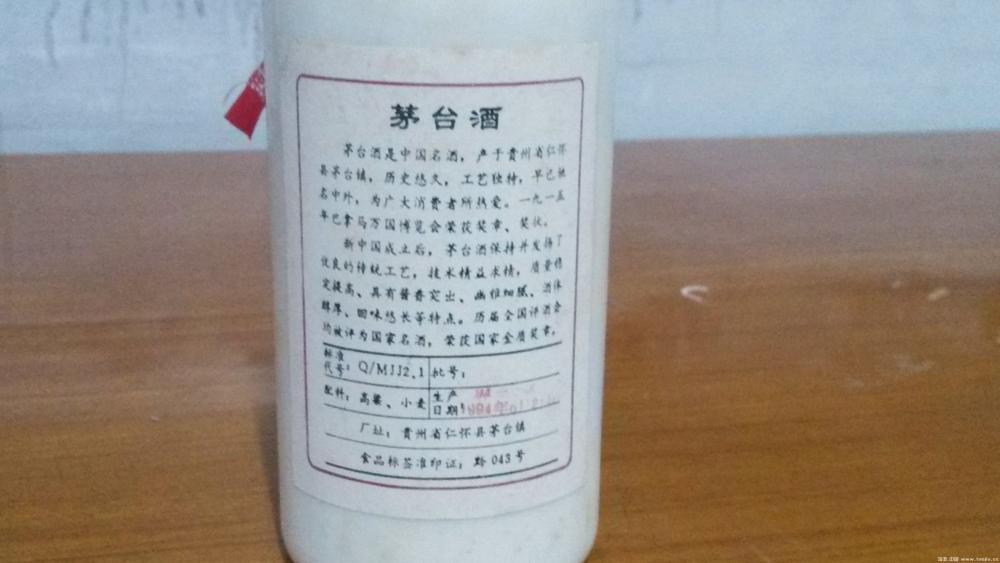 茅台酒
茅台酒是中国名酒，产于贵州省仁怀
县茅台镇，历史悠久，工艺独特，早已驰
名中外，为广大消费者所热爱。一九一五
年巴拿马万国博览会荣获奖章、奖状。
新中国成立后，茅台酒保持并发扬了
优良的传统工艺，技术精益求精，质量稳
定提高、具有酱香突出、幽雅细腻、酒体
醇厚、回味悠长等特点。历届全国评酒会
均被评为国家名酒，荣获国家金质奖章。
标准
代号：Q/MJJ2.1 批号：
配料：高粱、小麦 生产
日期：1994年01
厂址：贵州省仁怀县茅台镇
食品标签准印证：黔 043 号